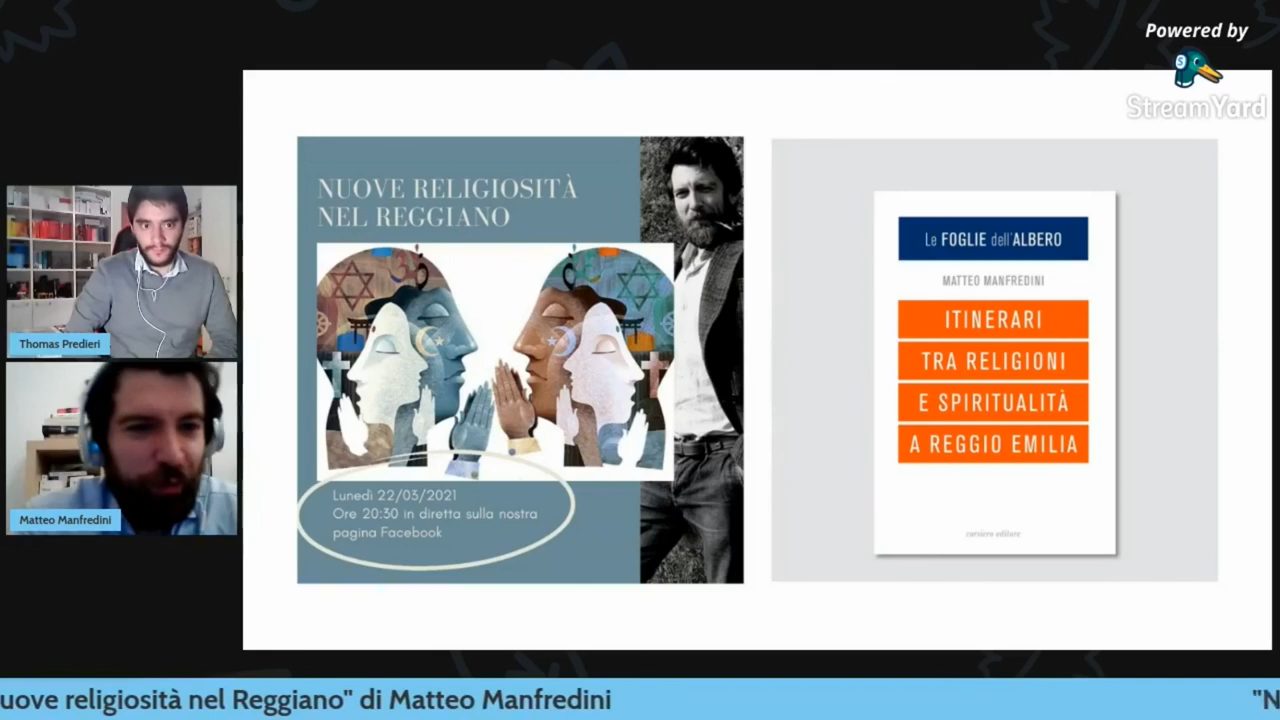 Powered by
StreamYard
NUOVE RELIGIOSITÀ
NEL REGGIANO
Lunedì 22/03/2021
Ore 20:30 in diretta sulla nostra
pagina Facebook
Le FOGLIE dell'ALBERO
MATTEO MANFREDINI
ITINERARI
TRA RELIGIONI
E SPIRITUALITÀ
A REGGIO EMILIA
corsiero editore
Thomas Predieri
Matteo Manfredini
uove religiosità nel Reggiano" di Matteo Manfredini
"N